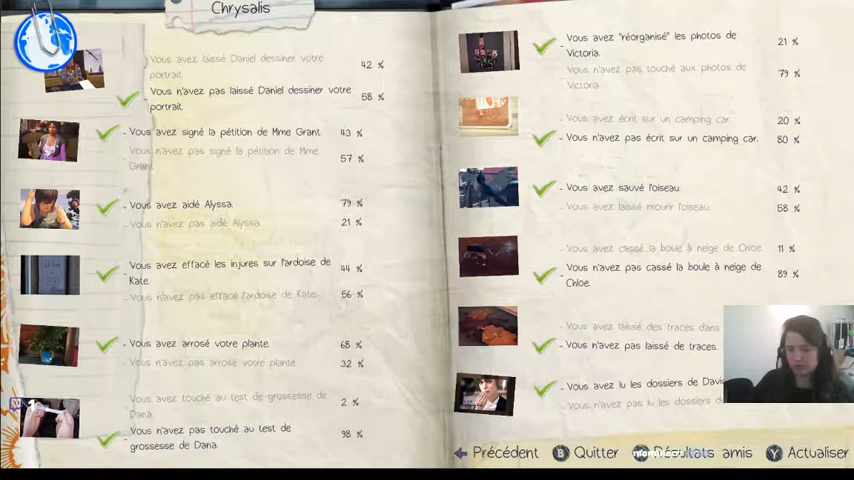 Chrysalis
Vous avez laissé Daniel dessiner votre
portrait.
42 %
Vous n'avez pas laissé Daniel dessiner votre
portrait.
58 %
- Vous avez signé la pétition de Mme Grant. 43 %
- Vous n'avez pas signé la pétition de Mme
Grant.
57 %
- Vous avez aidé Alyssa. 79 %
- Vous n'avez pas aidé Alyssa. 21 %
Vous avez effacé les injures sur l'ardoise de
Kate.
44 %
- Vous n'avez pas effacé l'ardoise de Kate. 56 %
- Vous avez arrosé votre plante. 68 %
- Vous n'avez pas arrosé votre plante. 32 %
Vous avez touché au test de grossesse de
Dana.
2 %
Vous n'avez pas touché au test de
grossesse de Dana.
98 %
Vous avez "réorganisé" les photos de
Victoria.
21 %
Vous n'avez pas touché aux photos de
Victoria.
79 %
- Vous avez écrit sur un camping car. 20 %
- Vous n'avez pas écrit sur un camping car. 80 %
- Vous avez sauvé l'oiseau. 42 %
- Vous avez laissé mourir l'oiseau. 58 %
- Vous avez cassé la boule à neige de Chloe. 11 %
Vous n'avez pas cassé la boule à neige de
Chloe.
89 %
- Vous avez laissé des traces dans
- Vous n'avez pas laissé de traces.
- Vous avez lu les dossiers de David
- Vous n'avez pas lu les dossiers de
Précédent B Quitter Résultats amis Y Actualiser